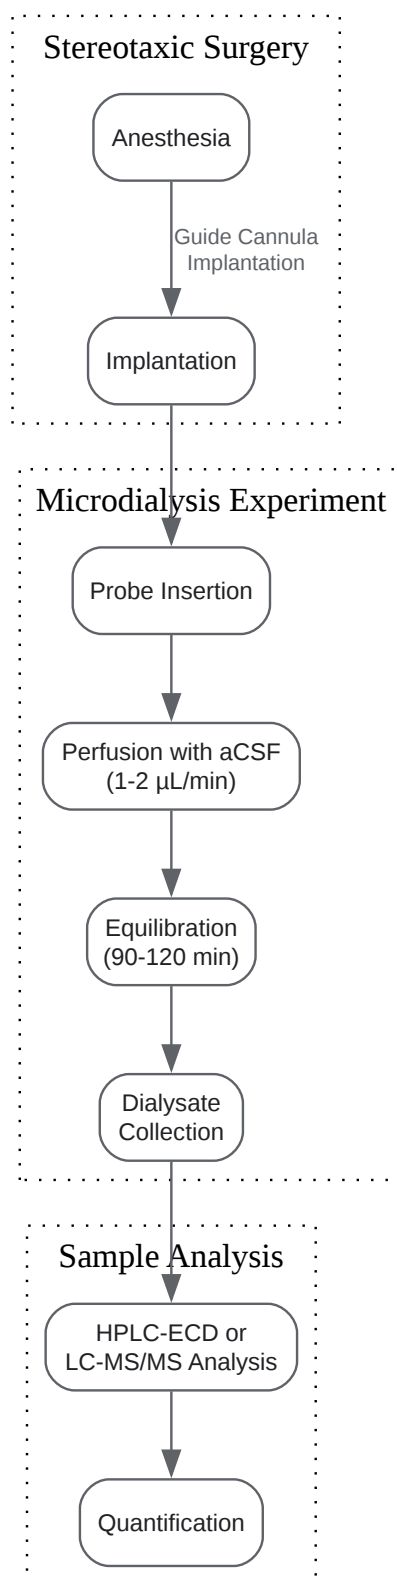 Stereotaxic Surgery
Anesthesia
Guide Cannula
Implantation
Implantation
Microdialysis Experiment
Probe Insertion
Perfusion with aCSF
(1-2 µL/min)
Equilibration
(90-120 min)
Dialysate
Collection
Sample Analysis
HPLC-ECD or
LC-MS/MS Analysis
Quantification